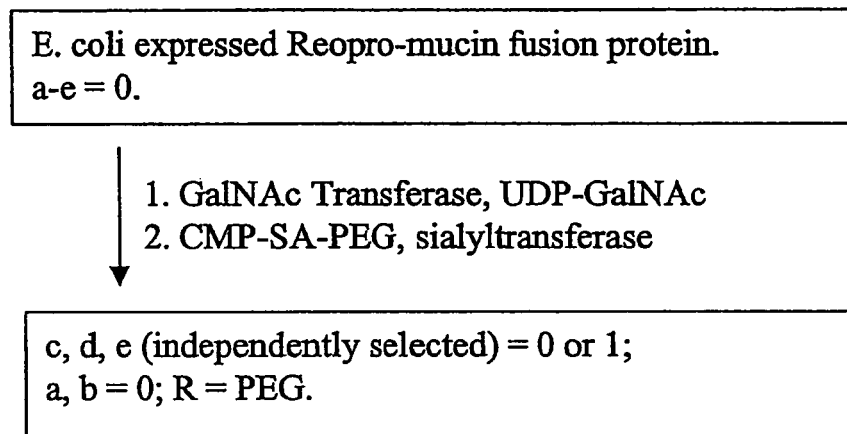 E. coli expressed Reopro-mucin fusion protein.
a-e = 0.
1. GalNAc Transferase, UDP-GalNAc
2. CMP-SA-PEG, sialyltransferase
c, d, e (independently selected) = 0 or 1;
a, b = 0; R = PEG.